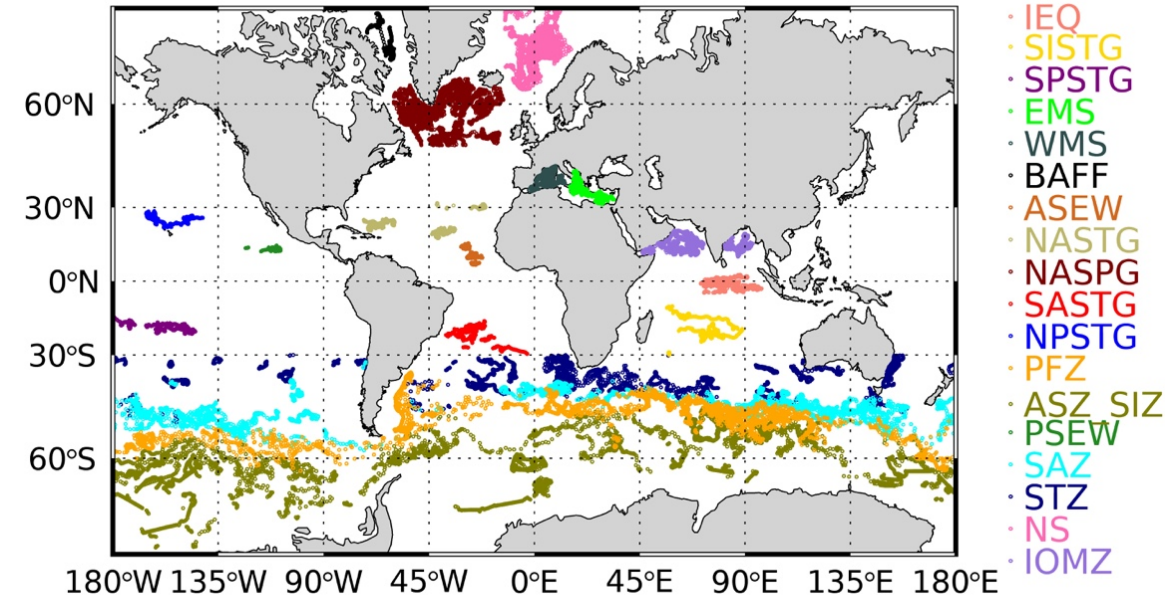 60°N
30°N
0°N
30°S
60°S
180°W 135°W 90°W 45°W 0°E 45°E 90°E 135°E 180°E
IEQ
SISTG
SPSTG
EMS
WMS
BAFF
ASEW
NASTG
NASPG
SASTG
NPSTG
PFZ
ASZ_SIZ
PSEW
SAZ
STZ
NS
IOMZ